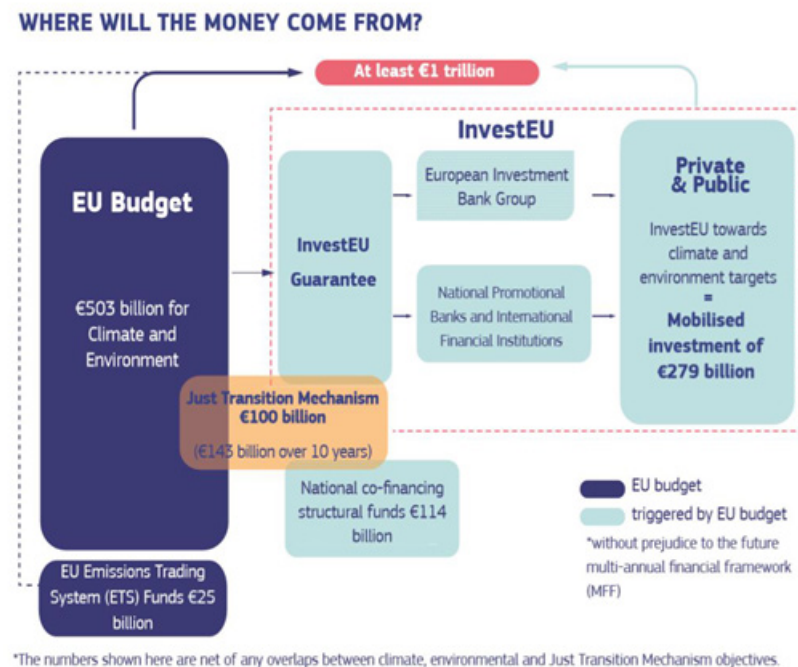 WHERE WILL THE MONEY COME FROM?
At least €1 trillion
EU Budget
€503 billion for
Climate and
Environment
InvestEU
InvestEU
Guarantee
European Investment
Bank Group
National Promotional
Banks and International
Financial Institutions
Private
& Public
InvestEU towards
climate and
environment targets
=
Mobilised
investment of
€279 billion
Just Transition Mechanism
€100 billion
(€143 billion over 10 years)
National co-financing
structural funds €114
billion
EU Emissions Trading
System (ETS) Funds €25
billion
EU budget
triggered by EU budget
*without prejudice to the future
multi-annual financial framework
(MFF)
*The numbers shown here are net of any overlaps between climate, environmental and Just Transition Mechanism objectives.